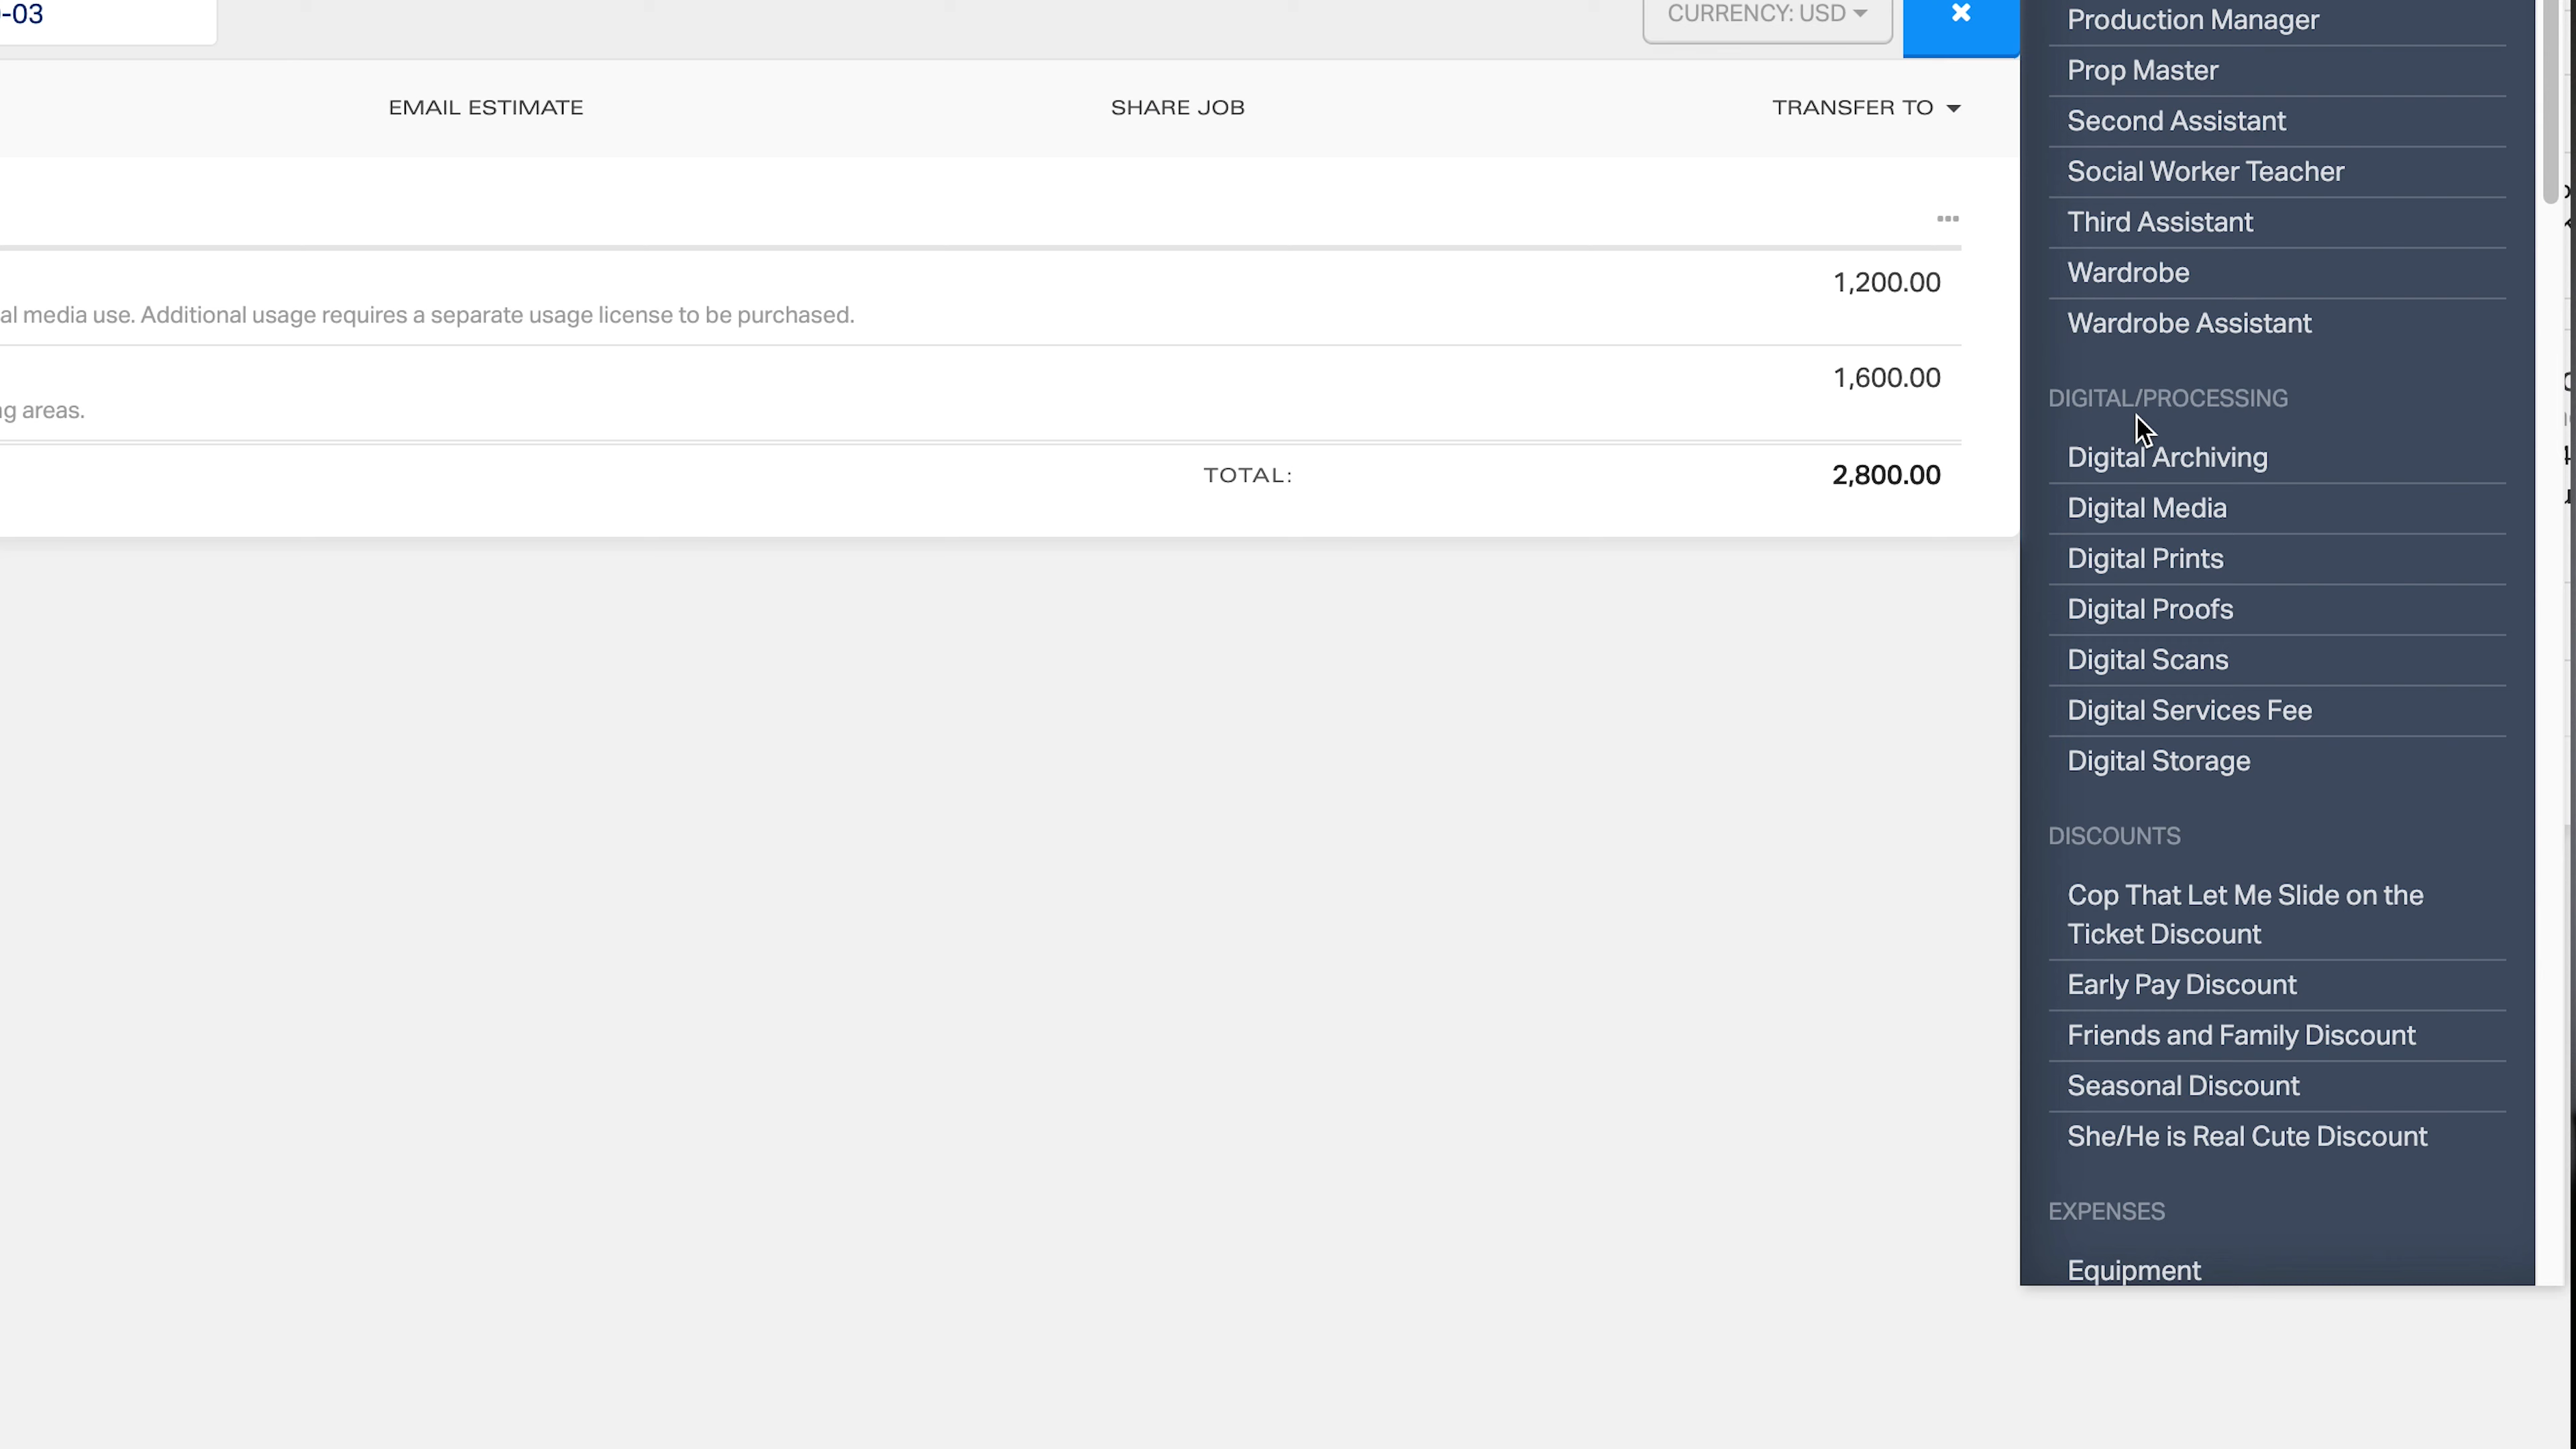 -03
CURRENCY: USD
EMAIL ESTIMATE
SHARE JOB
TRANSFER TO
1,200.00
al media use. Additional usage requires a separate usage license to be purchased.
1,600.00
g areas.
TOTAL:
2,800.00
Production Manager
Prop Master
Second Assistant
Social Worker Teacher
Third Assistant
Wardrobe
Wardrobe Assistant
DIGITAL/PROCESSING
Digital Archiving
Digital Media
Digital Prints
Digital Proofs
Digital Scans
Digital Services Fee
Digital Storage
DISCOUNTS
Cop That Let Me Slide on the
Ticket Discount
Early Pay Discount
Friends and Family Discount
Seasonal Discount
She/He is Real Cute Discount
EXPENSES
Equipment